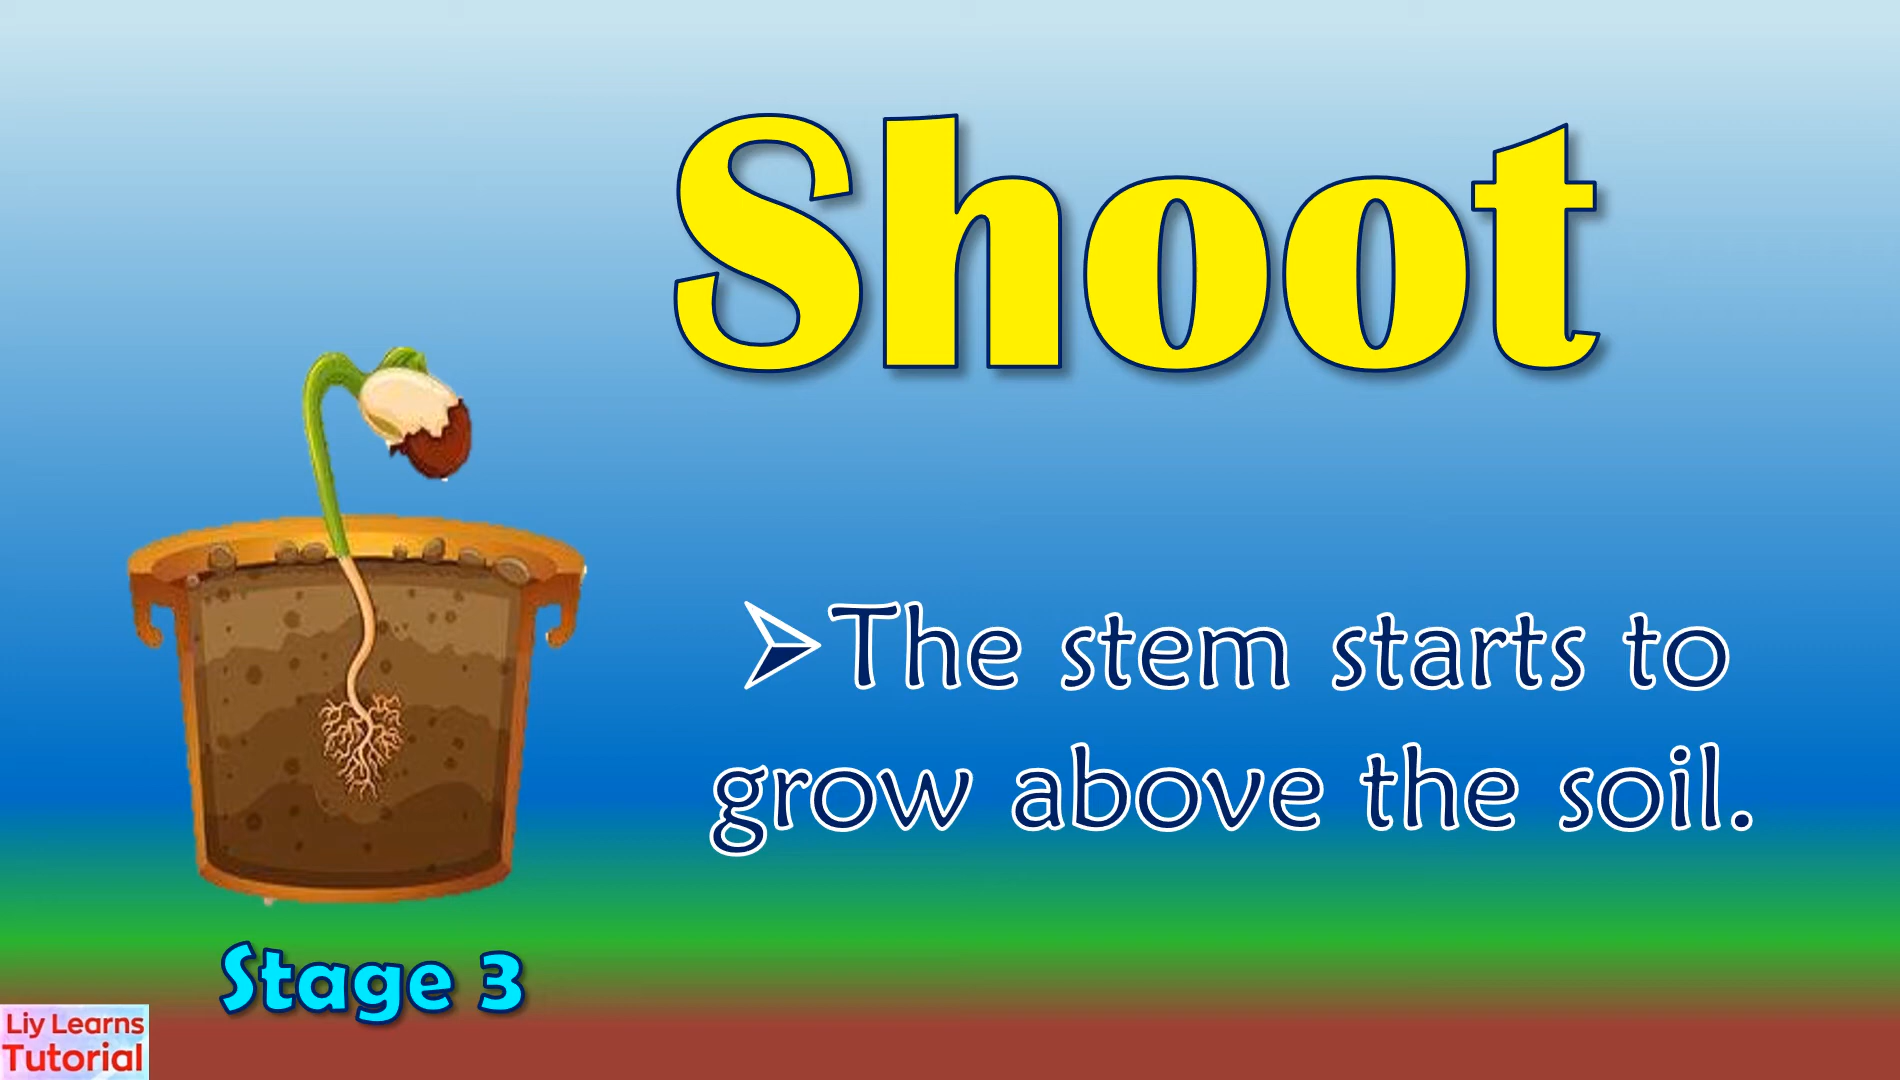 Shoot
➢The stem starts to
grow above the soil.
Stage 3
Liy Learns
Tutorial